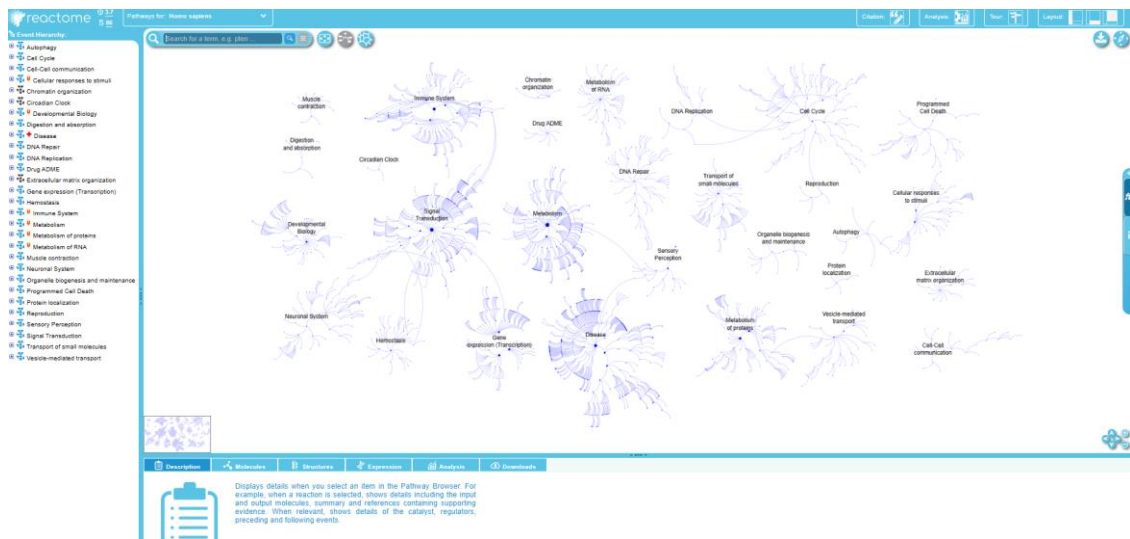 reactome
Pathways for: Homo sapiens
Citation:
Analysis:
Tour:
Layout:
Event Hierarchy:
Autophagy
Cell Cycle
Cell-Cell communication
Cellular responses to stimuli
Chromatin organization
Circadian Clock
Developmental Biology
Digestion and absorption
Disease
DNA Repair
DNA Replication
Drug ADME
Extracellular matrix organization
Gene expression (Transcription)
Hemostasis
Immune System
Metabolism
Metabolism of proteins
Metabolism of RNA
Muscle contraction
Neuronal System
Organelle biogenesis and maintenance
Programmed Cell Death
Protein localization
Reproduction
Sensory Perception
Signal Transduction
Transport of small molecules
Vesicle-mediated transport
Search for a term, e.g. pten ...
Muscle
contraction
Immune System
Chromatin
organization
Metabolism
of RNA
DNA Replication
Cell Cycle
Programmed
Cell Death
Drug ADME
Digestion
and absorption
Circadian Clock
DNA Repair
Transport of
small molecules
Reproduction
Cellular responses
to stimuli
Signal
Transduction
Metabolism
Developmental
Biology
Organelle biogenesis
and maintenance
Autophagy
Sensory
Perception
Protein
localization
Extracellular
matrix organization
Neuronal System
Hemostasis
Gene
expression (Transcription)
Disease
Metabolism
of proteins
Vesicle-mediated
transport
Cell-Cell
communication
Description
Molecules
Structures
Expression
Analysis
Downloads
Displays details when you select an item in the Pathway Browser. For
example, when a reaction is selected, shows details including the input
and output molecules, summary and references containing supporting
evidence. When relevant, shows details of the catalyst, regulators,
preceding and following events.